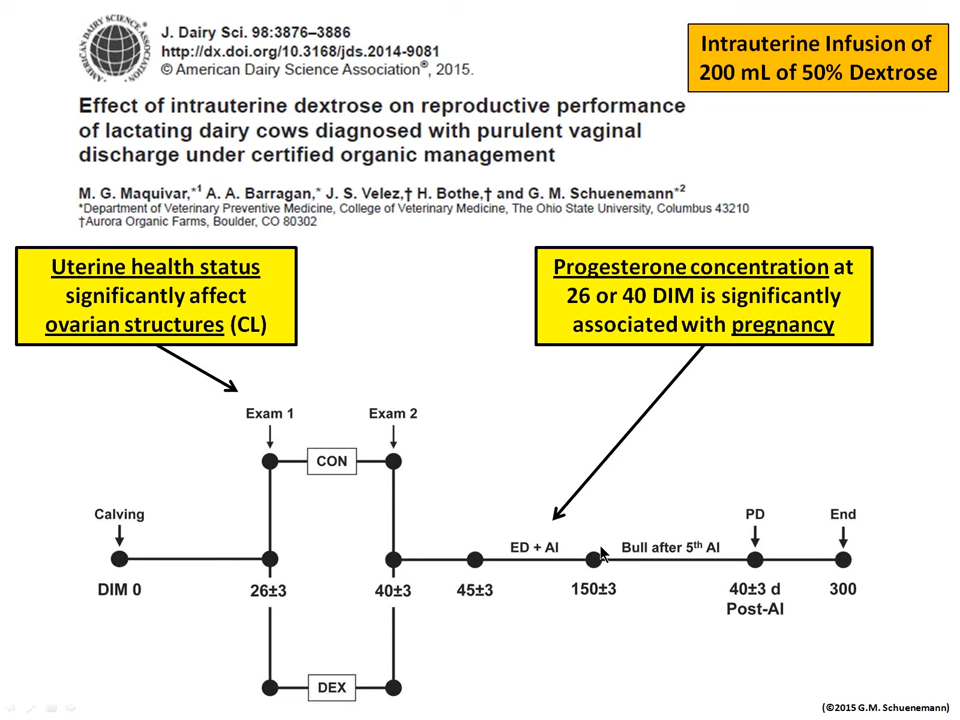 AMERICAN DAIRY SCIENCE ASSOCIATION
J. Dairy Sci. 98:3876–3886
http://dx.doi.org/10.3168/jds.2014-9081
© American Dairy Science Association®, 2015.
Intrauterine Infusion of
200 mL of 50% Dextrose
Effect of intrauterine dextrose on reproductive performance
of lactating dairy cows diagnosed with purulent vaginal
discharge under certified organic management
M. G. Maquivar,*¹ A. A. Barragan,* J. S. Velez,† H. Bothe,† and G. M. Schuenemann*²
*Department of Veterinary Preventive Medicine, College of Veterinary Medicine, The Ohio State University, Columbus 43210
†Aurora Organic Farms, Boulder, CO 80302
Uterine health status
significantly affect
ovarian structures (CL)
Progesterone concentration at
26 or 40 DIM is significantly
associated with pregnancy
Exam 1
Exam 2
CON
Calving
ED + AI
Bull after 5th AI
PD
End
DIM 0
26±3
40±3
45±3
150±3
40±3 d
Post-AI
300
DEX
(©2015 G.M. Schuenemann)